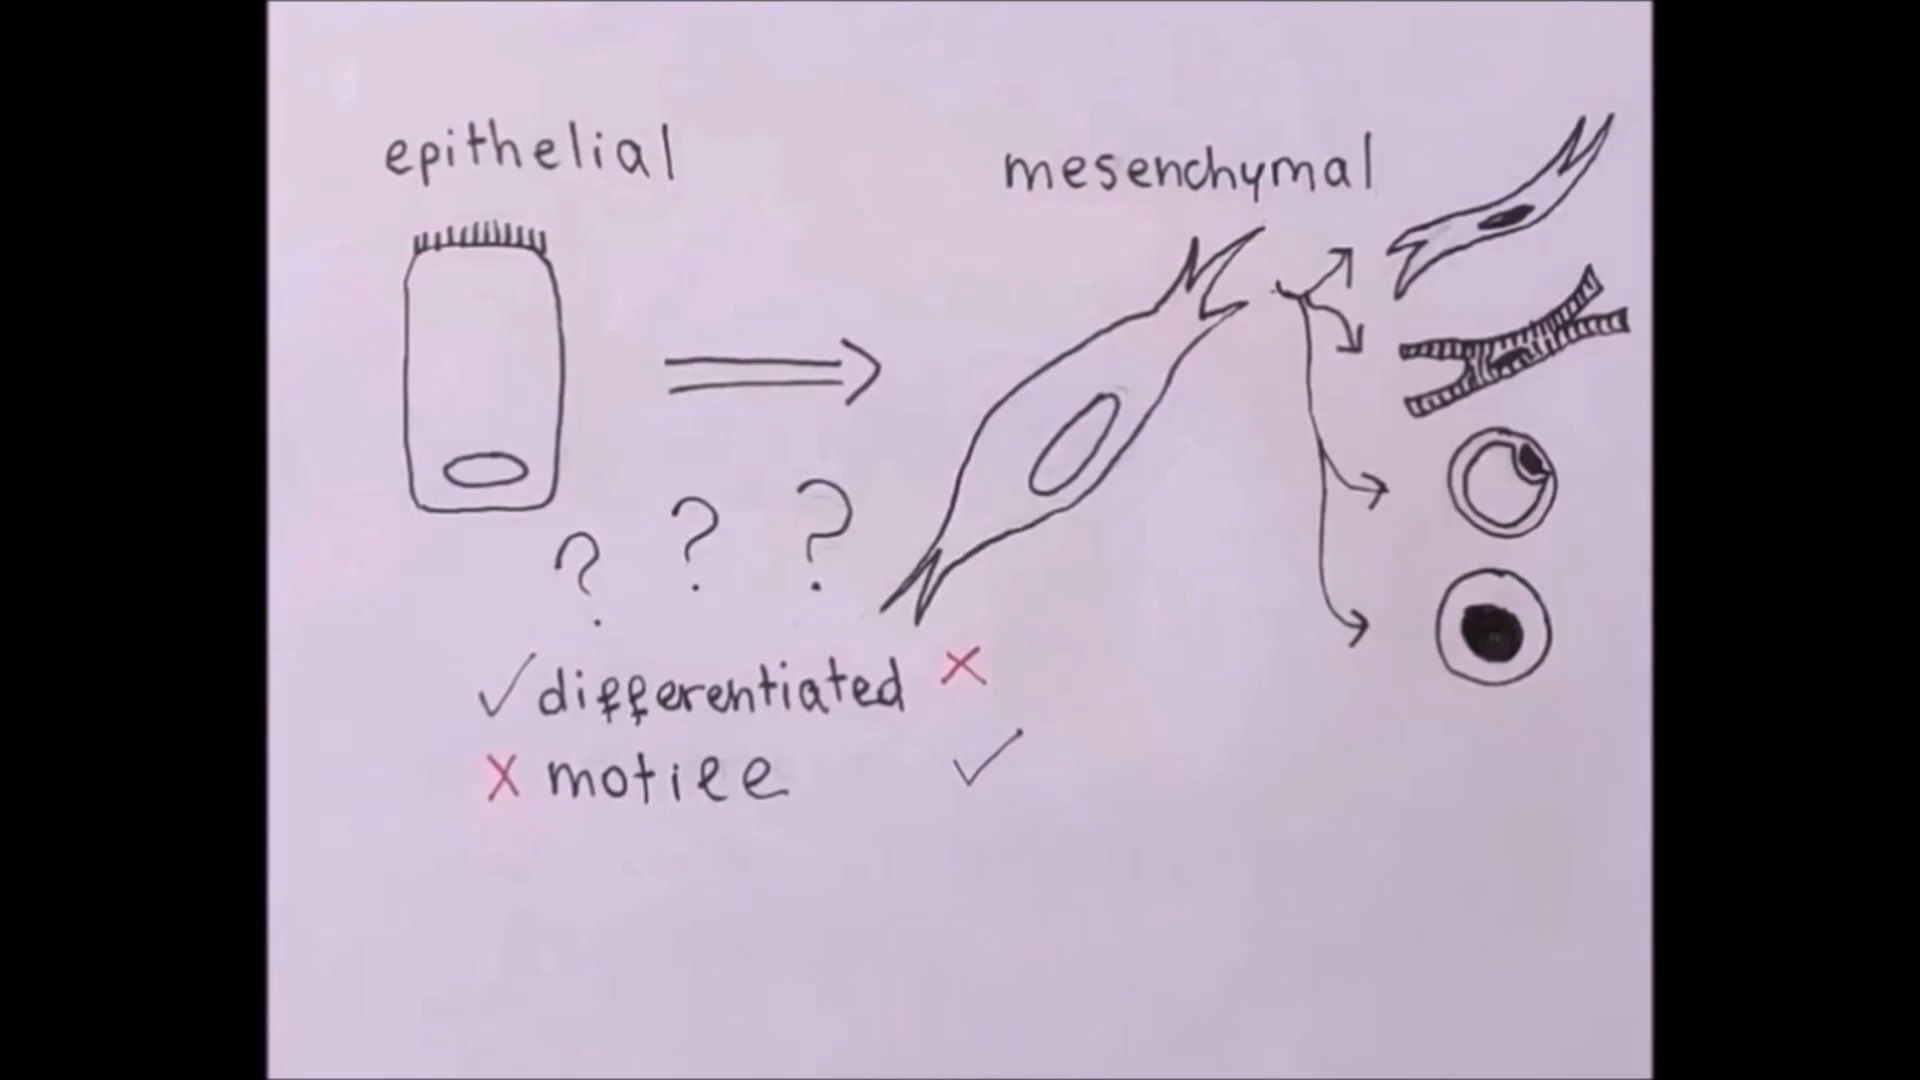 epithelial
mesenchymal
? ? ?
✓ differentiated ✗
✗ motile ✓